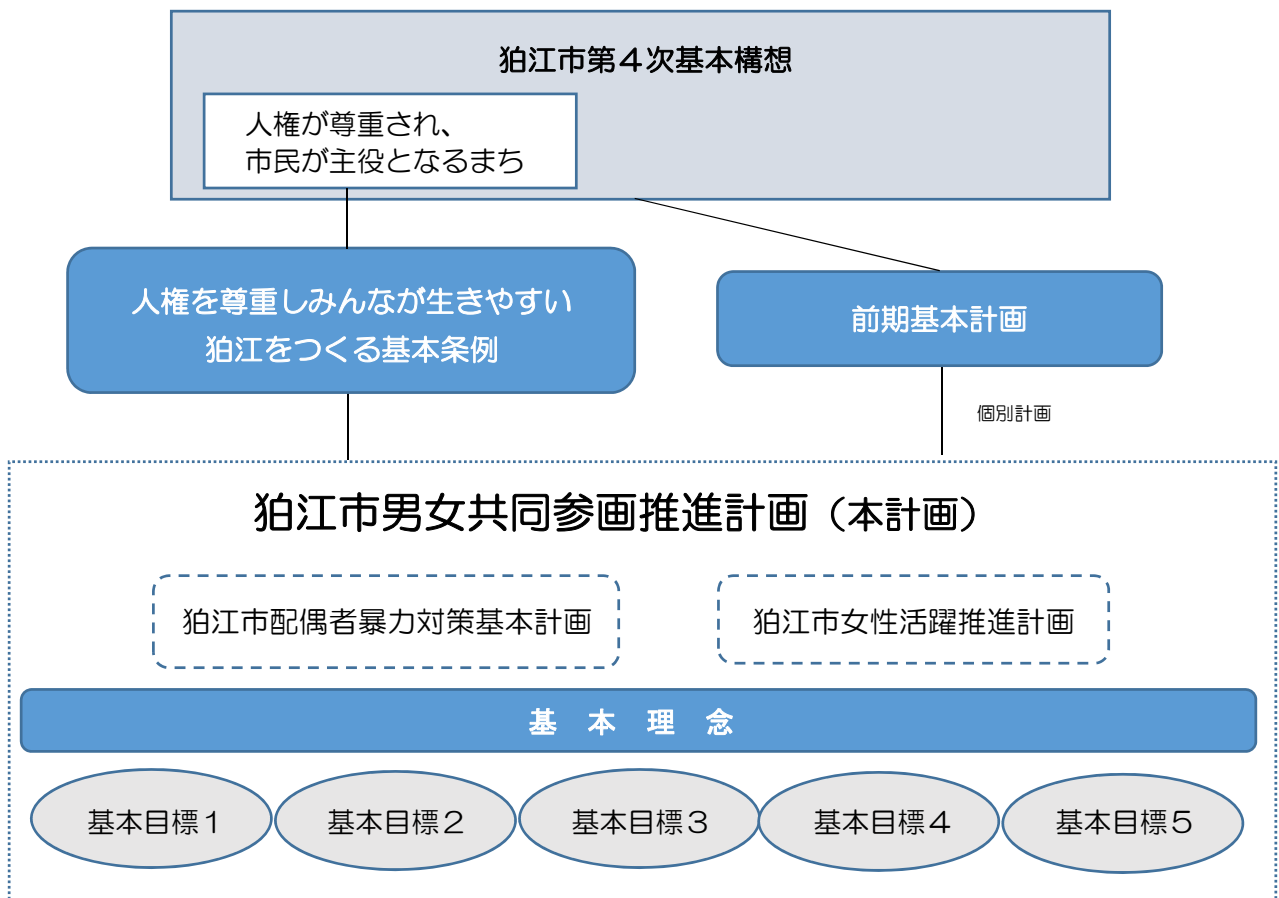 狛江市第４次基本構想
人権が尊重され、
市民が主役となるまち
人権を尊重しみんなが生きやすい
狛江をつくる基本条例
前期基本計画
個別計画
狛江市男女共同参画推進計画（本計画）
狛江市配偶者暴力対策基本計画
狛江市女性活躍推進計画
基　本　理　念
基本目標１
基本目標２
基本目標３
基本目標４
基本目標５